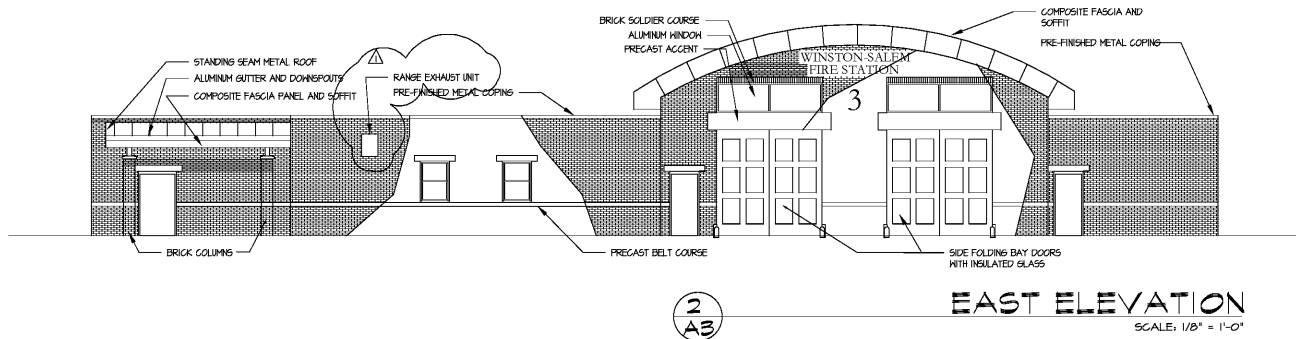 STANDING SEAM METAL ROOF
ALUMINUM GUTTER AND DOWNSPOUTS
COMPOSITE FASCIA PANEL AND SOFFIT
1
RANGE EXHAUST UNIT
PRE-FINISHED METAL COPING
BRICK SOLDIER COURSE
ALUMINUM WINDOW
PRECAST ACCENT
WINSTON-SALEM
FIRE STATION
3
COMPOSITE FASCIA AND
SOFFIT
PRE-FINISHED METAL COPING
BRICK COLUMNS
PRECAST BELT COURSE
SIDE FOLDING BAY DOORS
WITH INSULATED GLASS
2
A3
EAST ELEVATION
SCALE: 1/8" = 1'-0"